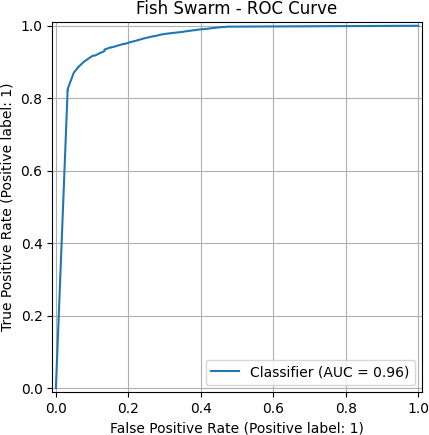 Fish Swarm - ROC Curve
1.0
0.8
0.6
0.4
0.2
0.0
True Positive Rate (Positive label: 1)
Classifier (AUC = 0.96)
0.0 0.2 0.4 0.6 0.8 1.0
False Positive Rate (Positive label: 1)